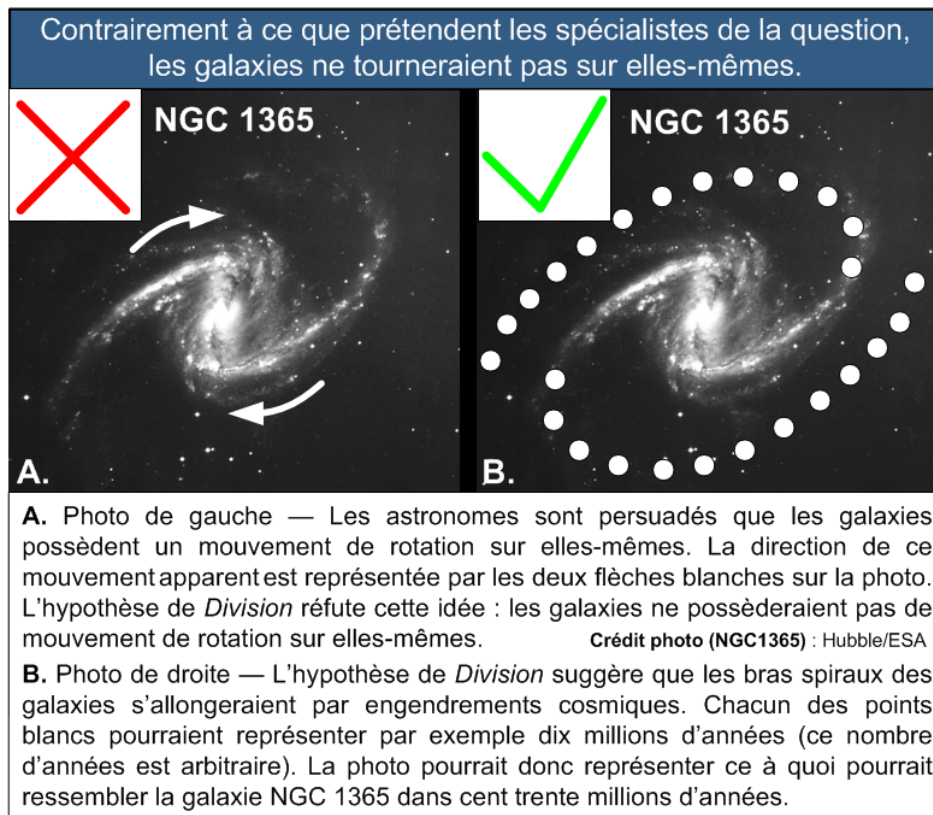 Contrairement à ce que prétendent les spécialistes de la question,
les galaxies ne tourneraient pas sur elles-mêmes.
NGC 1365
NGC 1365
A.
B.
A. Photo de gauche — Les astronomes sont persuadés que les galaxies
possèdent un mouvement de rotation sur elles-mêmes. La direction de ce
mouvement apparent est représentée par les deux flèches blanches sur la photo.
L'hypothèse de Division réfute cette idée : les galaxies ne possèderaient pas de
mouvement de rotation sur elles-mêmes. Crédit photo (NGC1365) : Hubble/ESA
B. Photo de droite — L'hypothèse de Division suggère que les bras spiraux des
galaxies s'allongeraient par engendrements cosmiques. Chacun des points
blancs pourraient représenter par exemple dix millions d'années (ce nombre
d'années est arbitraire). La photo pourrait donc représenter ce à quoi pourrait
ressembler la galaxie NGC 1365 dans cent trente millions d'années.